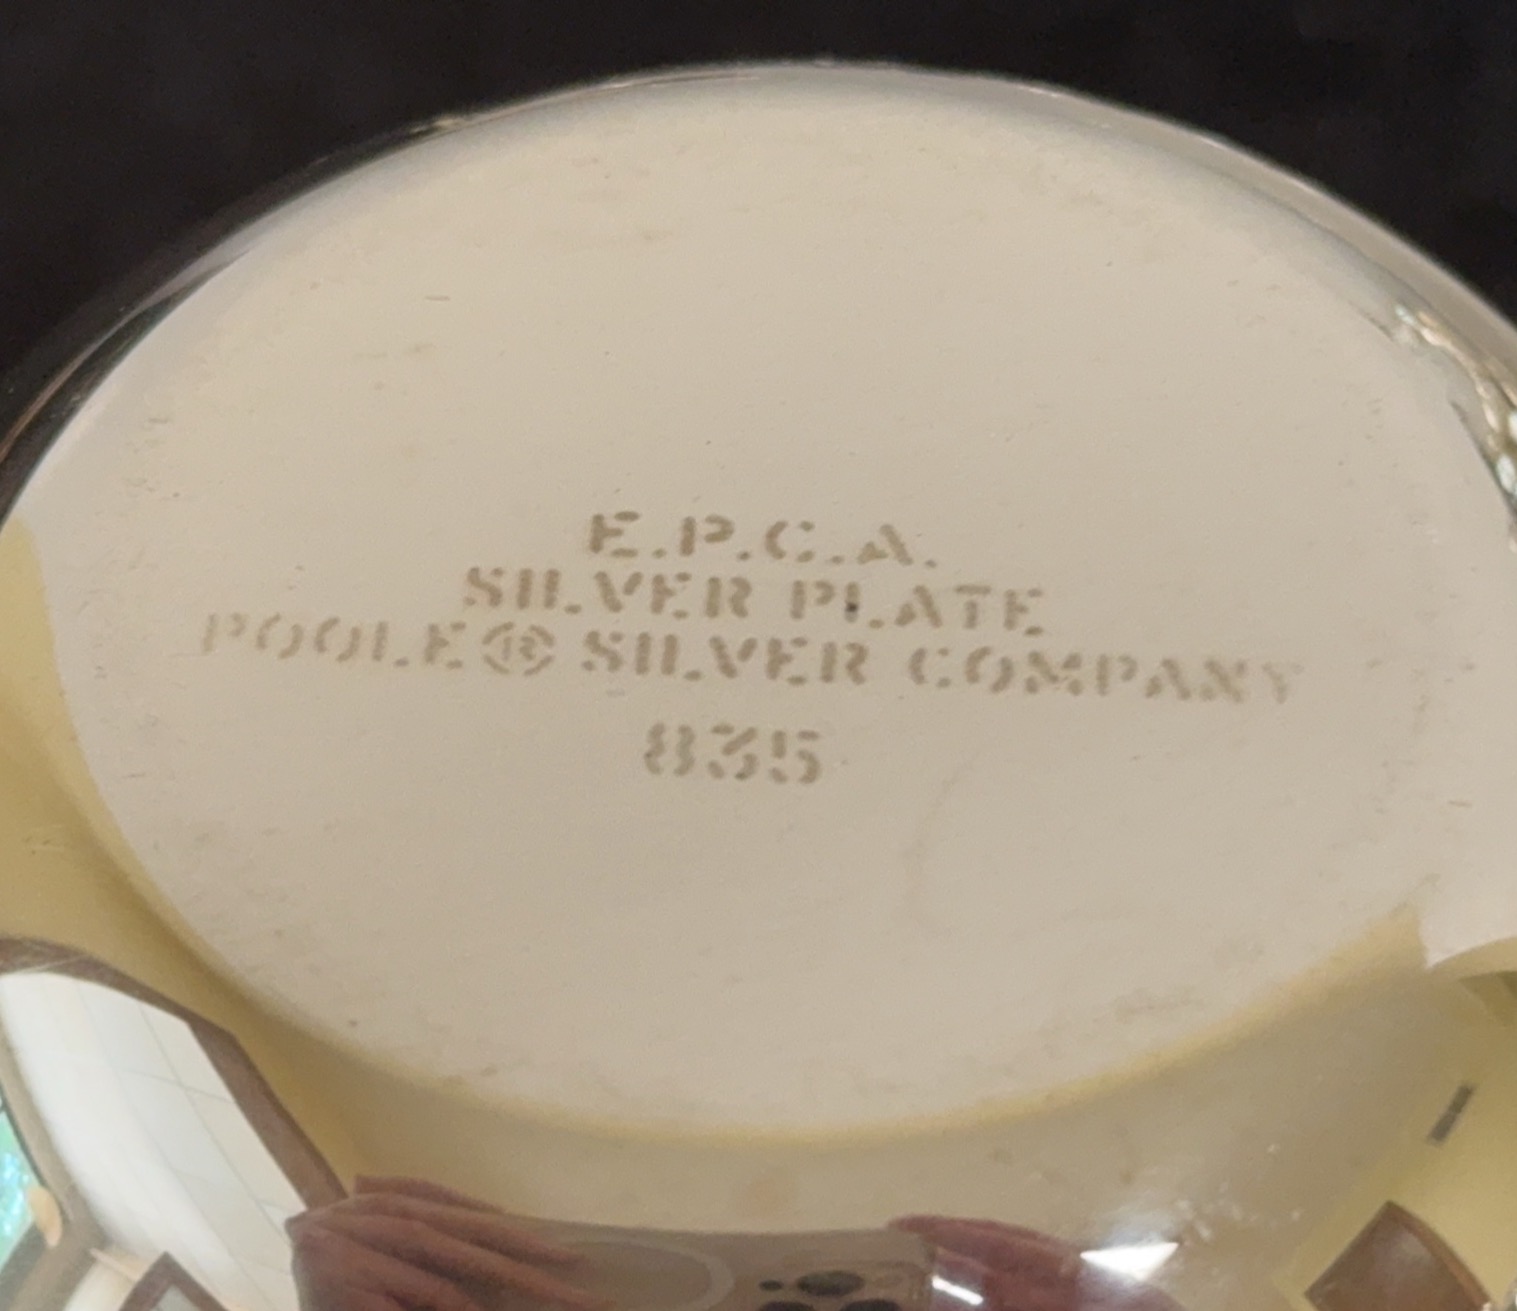 E.P.C.A.
SILVER PLATE
POOLE ® SILVER COMPANY
835